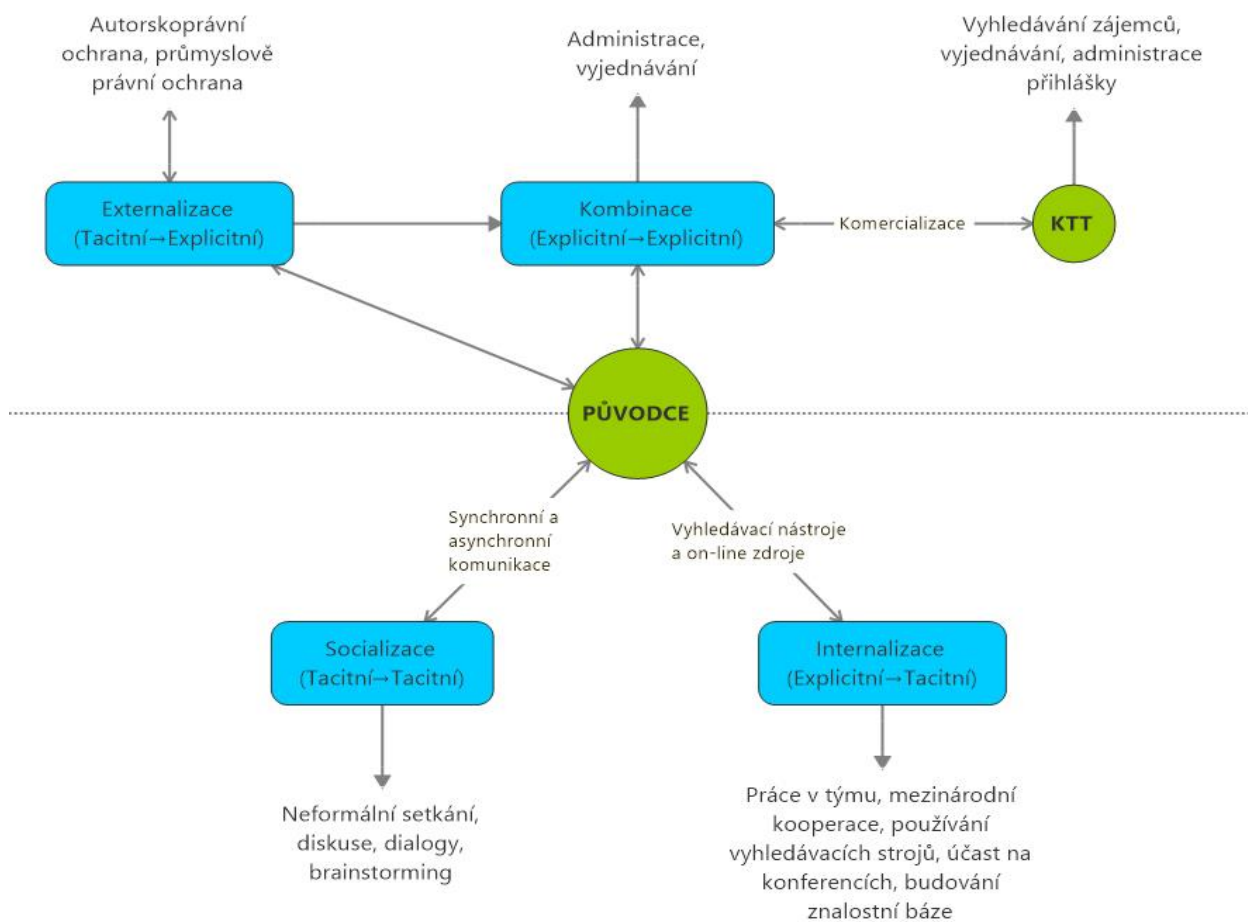 Autorskoprávní
ochrana, průmyslově
právní ochrana
Administrace,
vyjednávání
Vyhledávání zájemců,
vyjednávání, administrace
přihlášky
Externalizace
(Tacitní→Explicitní)
Kombinace
(Explicitní→Explicitní)
Komercializace
KTT
PŮVODCE
Synchronní a
asynchronní
komunikace
Vyhledávací nástroje
a on-line zdroje
Socializace
(Tacitní→Tacitní)
Internalizace
(Explicitní→Tacitní)
Neformální setkání,
diskuse, dialogy,
brainstorming
Práce v týmu, mezinárodní
kooperace, používání
vyhledávacích strojů, účast na
konferencích, budování
znalostní báze